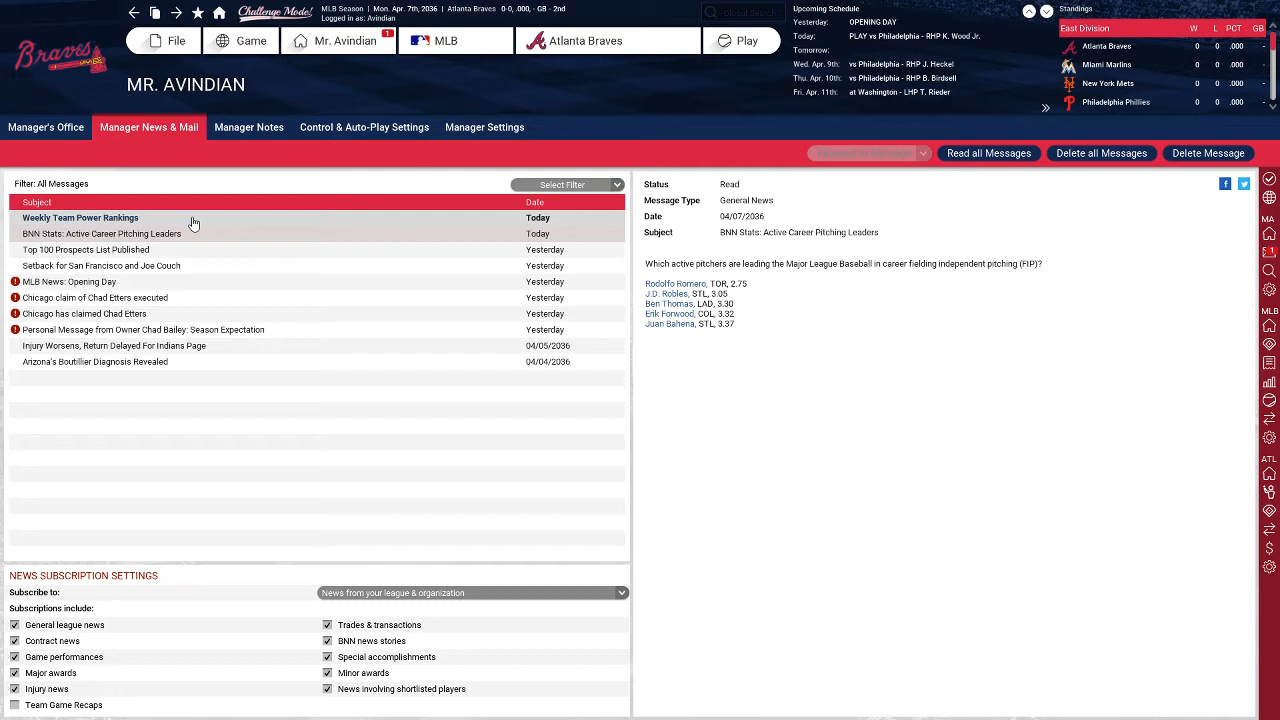 Challenge Mode!
MLB Season | Mon. Apr. 7th, 2036 | Atlanta Braves 0-0, .000, - GB - 2nd
Logged in as: Avindian
Global Search
File
Game
Mr. Avindian 1
MLB
Atlanta Braves
Play
Braves
MR. AVINDIAN
Upcoming Schedule
Yesterday: OPENING DAY
Today: PLAY vs Philadelphia - RHP K. Wood Jr.
Tomorrow:
Wed. Apr. 9th: vs Philadelphia - RHP J. Heckel
Thu. Apr. 10th: vs Philadelphia - RHP B. Birdsell
Fri. Apr. 11th: at Washington - LHP T. Rieder
Standings
East Division W L PCT GB
Atlanta Braves 0 0 .000 -
Miami Marlins 0 0 .000 -
New York Mets 0 0 .000 -
Philadelphia Phillies 0 0 .000 -
Manager's Office
Manager News & Mail
Manager Notes
Control & Auto-Play Settings
Manager Settings
Read all Messages
Delete all Messages
Delete Message
Filter: All Messages
Select Filter
Subject Date
Weekly Team Power Rankings Today
BNN Stats: Active Career Pitching Leaders Today
Top 100 Prospects List Published Yesterday
Setback for San Francisco and Joe Couch Yesterday
MLB News: Opening Day Yesterday
Chicago claim of Chad Etters executed Yesterday
Chicago has claimed Chad Etters Yesterday
Personal Message from Owner Chad Bailey: Season Expectation Yesterday
Injury Worsens, Return Delayed For Indians Page 04/05/2036
Arizona's Boutillier Diagnosis Revealed 04/04/2036
NEWS SUBSCRIPTION SETTINGS
Subscribe to: News from your league & organization
Subscriptions include:
General league news Trades & transactions
Contract news BNN news stories
Game performances Special accomplishments
Major awards Minor awards
Injury news News involving shortlisted players
Team Game Recaps
Status Read
Message Type General News
Date 04/07/2036
Subject BNN Stats: Active Career Pitching Leaders
Which active pitchers are leading the Major League Baseball in career fielding independent pitching (FIP)?
Rodolfo Romero, TOR, 2.75
J.D. Robles, STL, 3.05
Ben Thomas, LAD, 3.30
Erik Forwood, COL, 3.32
Juan Bahena, STL, 3.37
MA
1
MLB
ATL